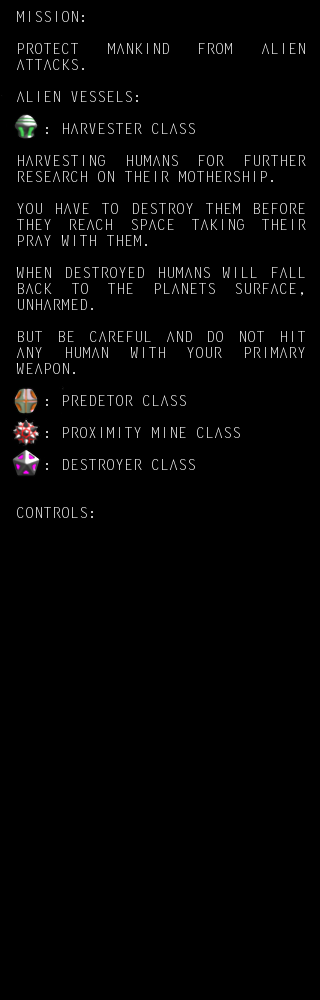 MISSION:
PROTECT MANKIND FROM ALIEN
ATTACKS.
ALIEN VESSELS:
: HARVESTER CLASS
HARVESTING HUMANS FOR FURTHER
RESEARCH ON THEIR MOTHERSHIP.
YOU HAVE TO DESTROY THEM BEFORE
THEY REACH SPACE TAKING THEIR
PRAY WITH THEM.
WHEN DESTROYED HUMANS WILL FALL
BACK TO THE PLANETS SURFACE,
UNHARMED.
BUT BE CAREFUL AND DO NOT HIT
ANY HUMAN WITH YOUR PRIMARY
WEAPON.
: PREDETOR CLASS
: PROXIMITY MINE CLASS
: DESTROYER CLASS
CONTROLS: